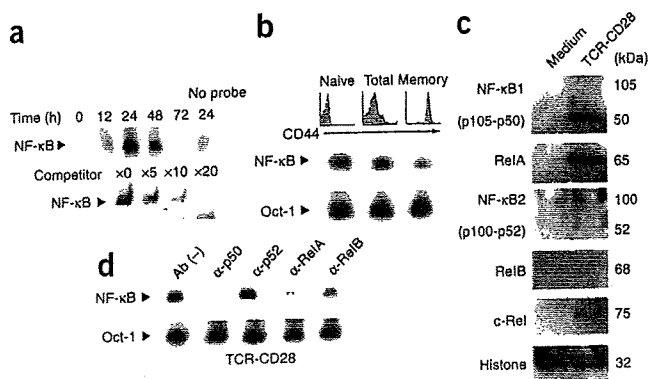 a
No probe
Time (h) 0 12 24 48 72 24
NF-κB
Competitor ×0 ×5 ×10 ×20
NF-κB
b
Naive Total Memory
CD44
NF-κB
Oct-1
c
Medium TCR-CD28 (kDa)
NF-κB1 105
(p105-p50) 50
RelA 65
NF-κB2 100
(p100-p52) 52
RelB 68
c-Rel 75
Histone 32
d
Ab (–) α-p50 α-p52 α-RelA α-RelB
NF-κB
Oct-1
TCR-CD28